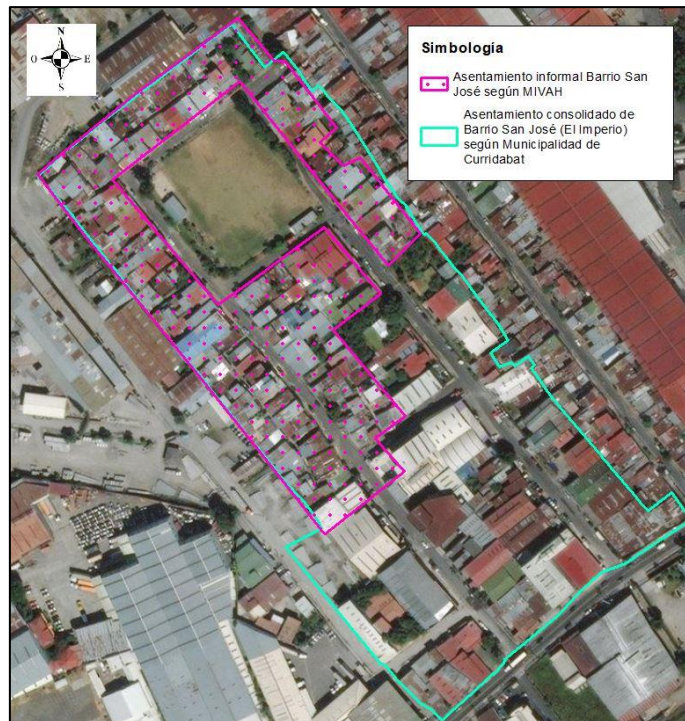 N
O E
S
Simbología
Asentamiento informal Barrio San
José según MIVAH
Asentamiento consolidado de
Barrio San José (El Imperio)
según Municipalidad de
Curridabat